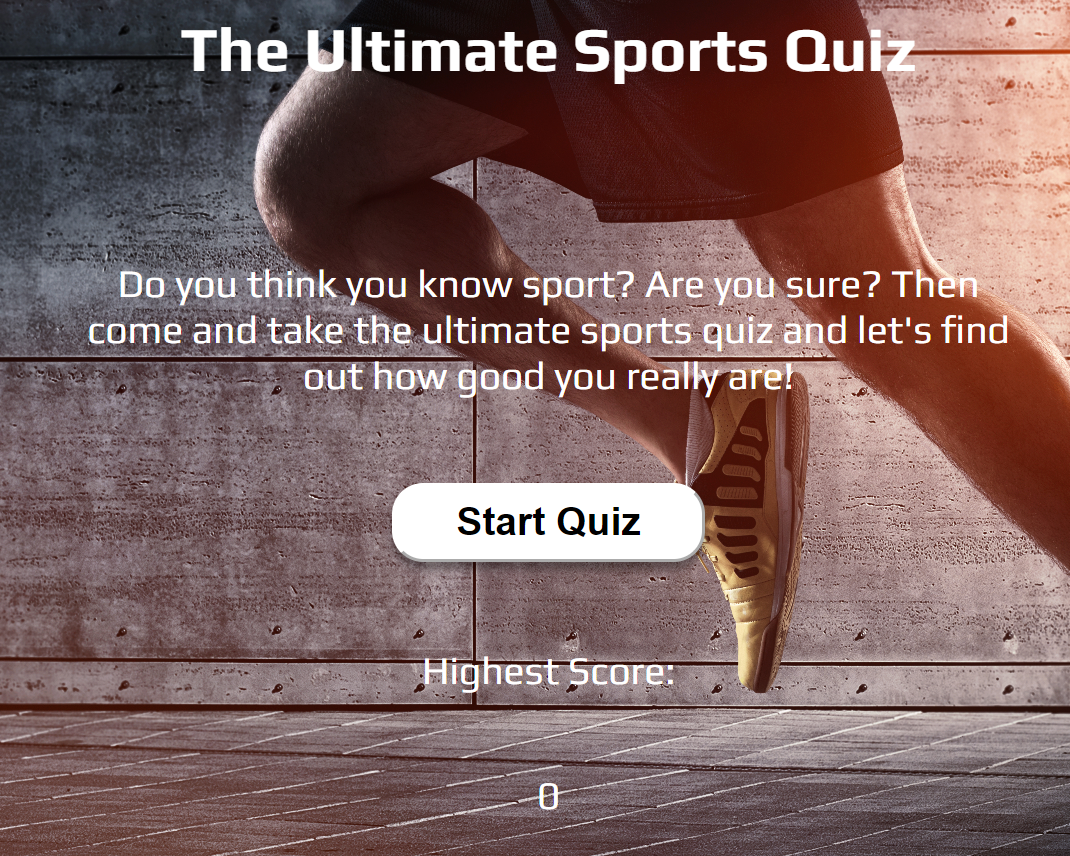 The Ultimate Sports Quiz
Do you think you know sport? Are you sure? Then
come and take the ultimate sports quiz and let's find
out how good you really are!
Start Quiz
Highest Score:
0